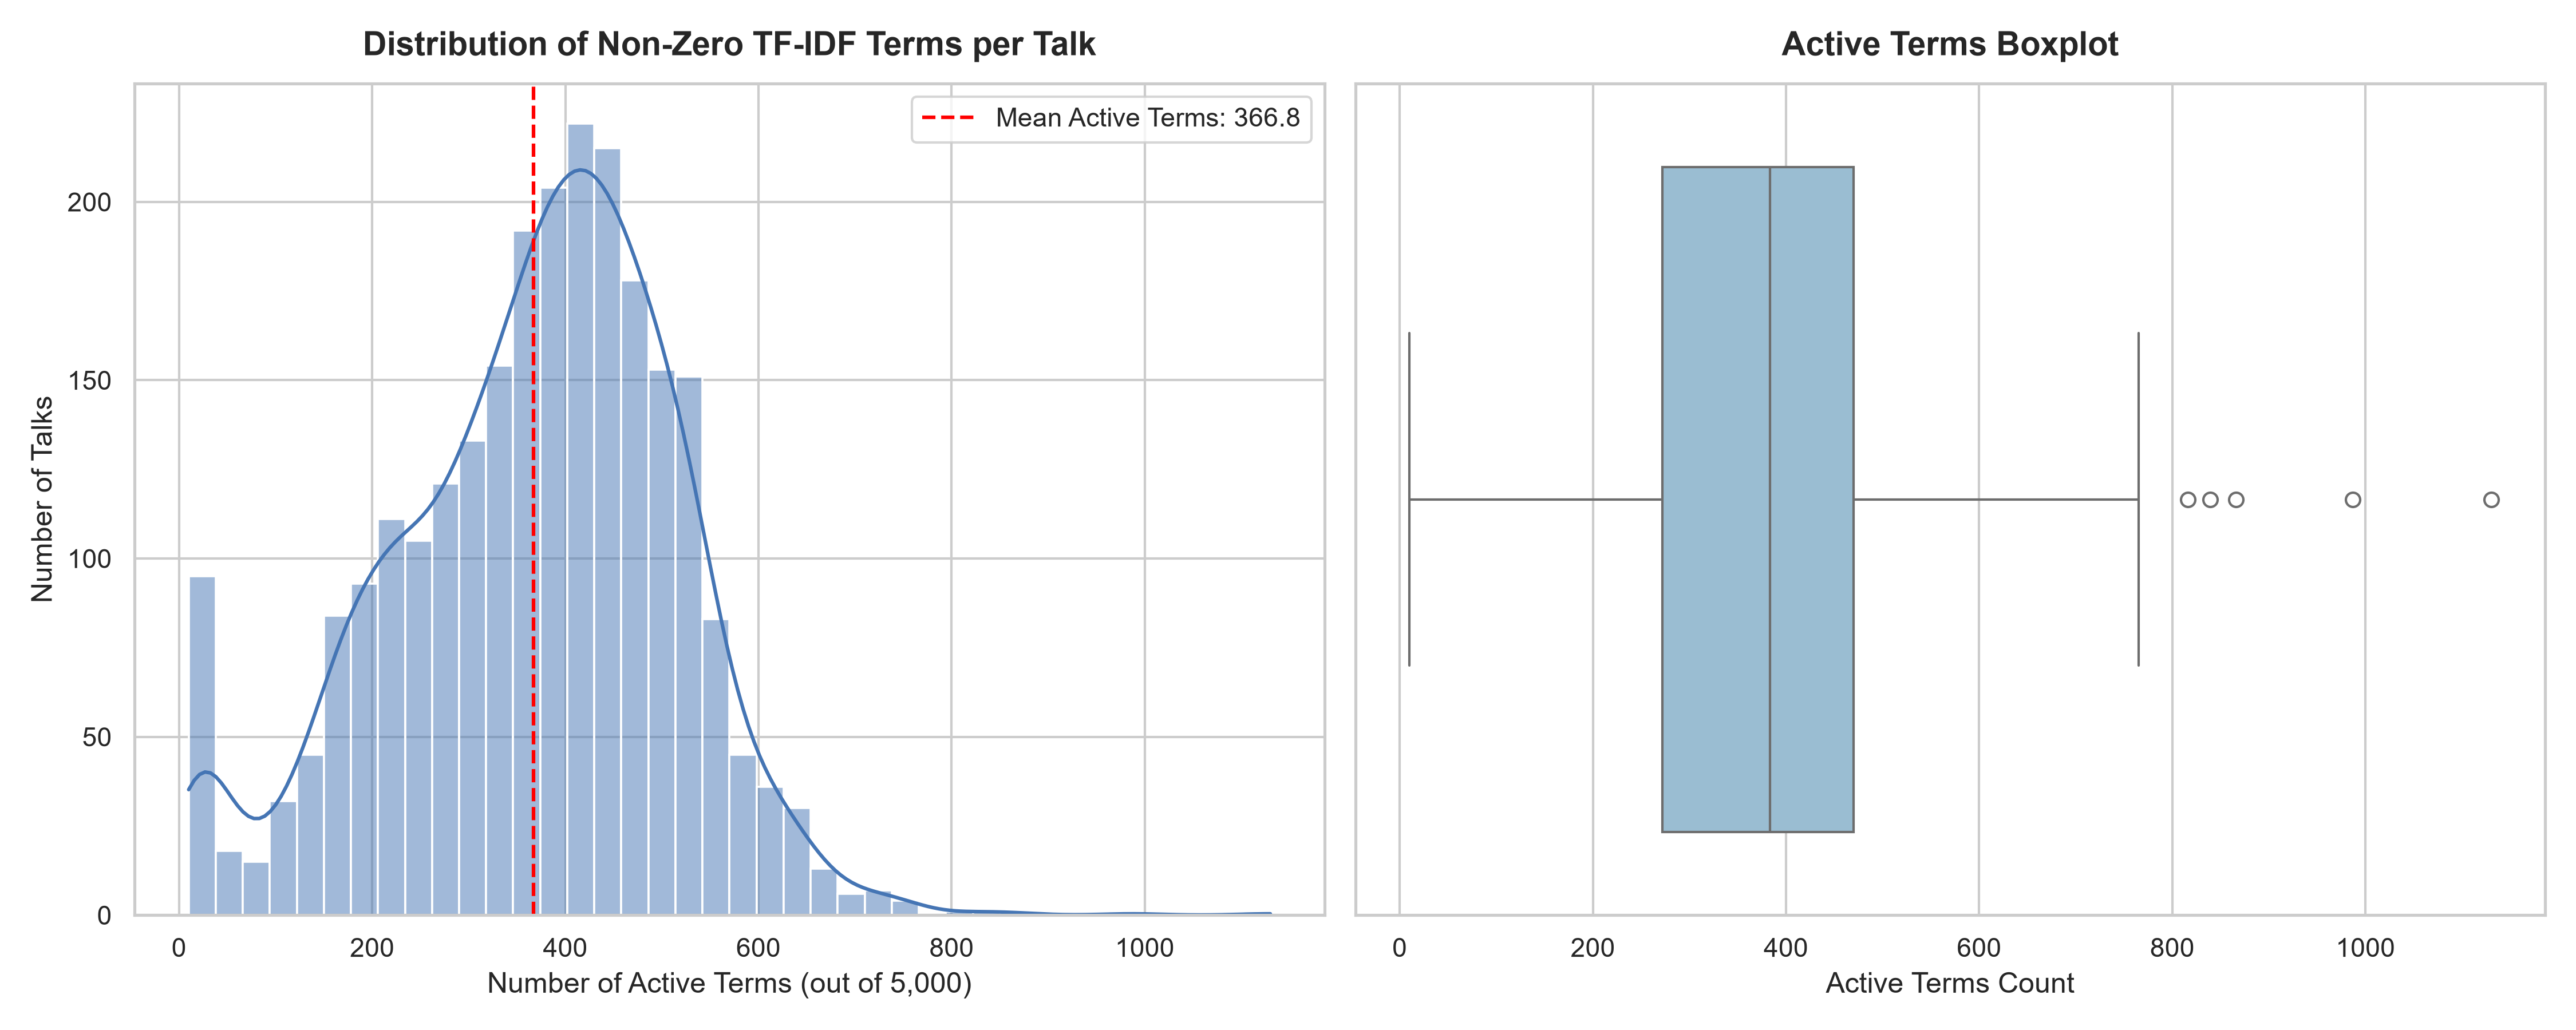 Distribution of Non-Zero TF-IDF Terms per Talk
Mean Active Terms: 366.8
Number of Talks
200
150
100
50
0
0 200 400 600 800 1000
Number of Active Terms (out of 5,000)
Active Terms Boxplot
0 200 400 600 800 1000
Active Terms Count